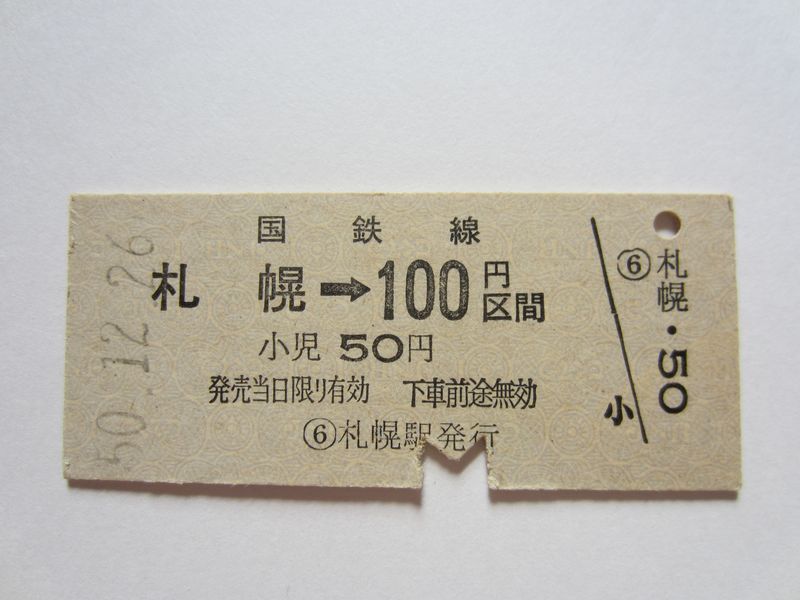 50.12.26
国鉄線
札幌→100円区間
小児 50円
発売当日限リ有効 下車前途無効
⑥札幌駅発行
小
⑥札幌・50